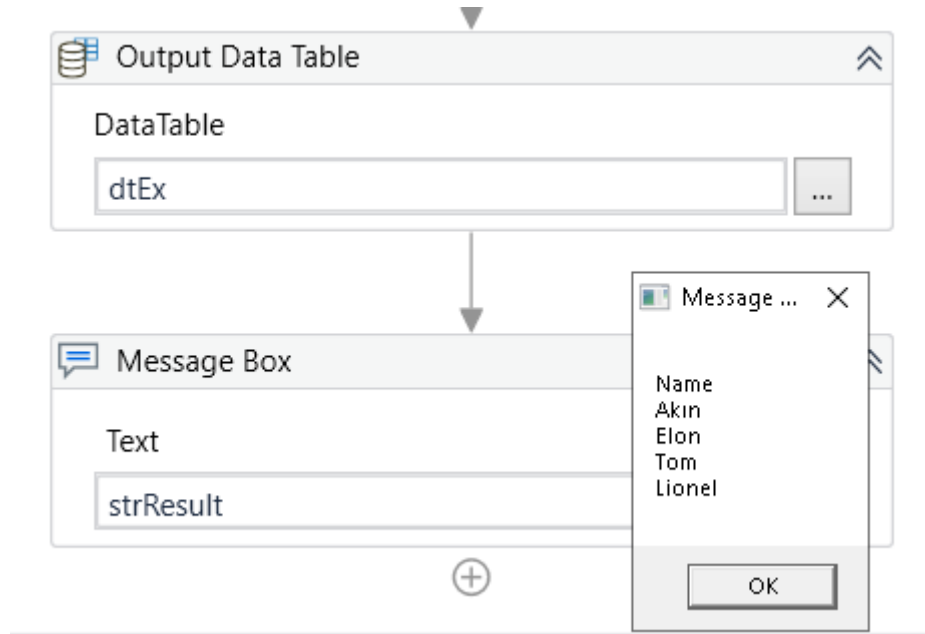 Output Data Table
DataTable
dtEx
...
Message Box
Text
strResult
Message ...
Name
Akın
Elon
Tom
Lionel
OK